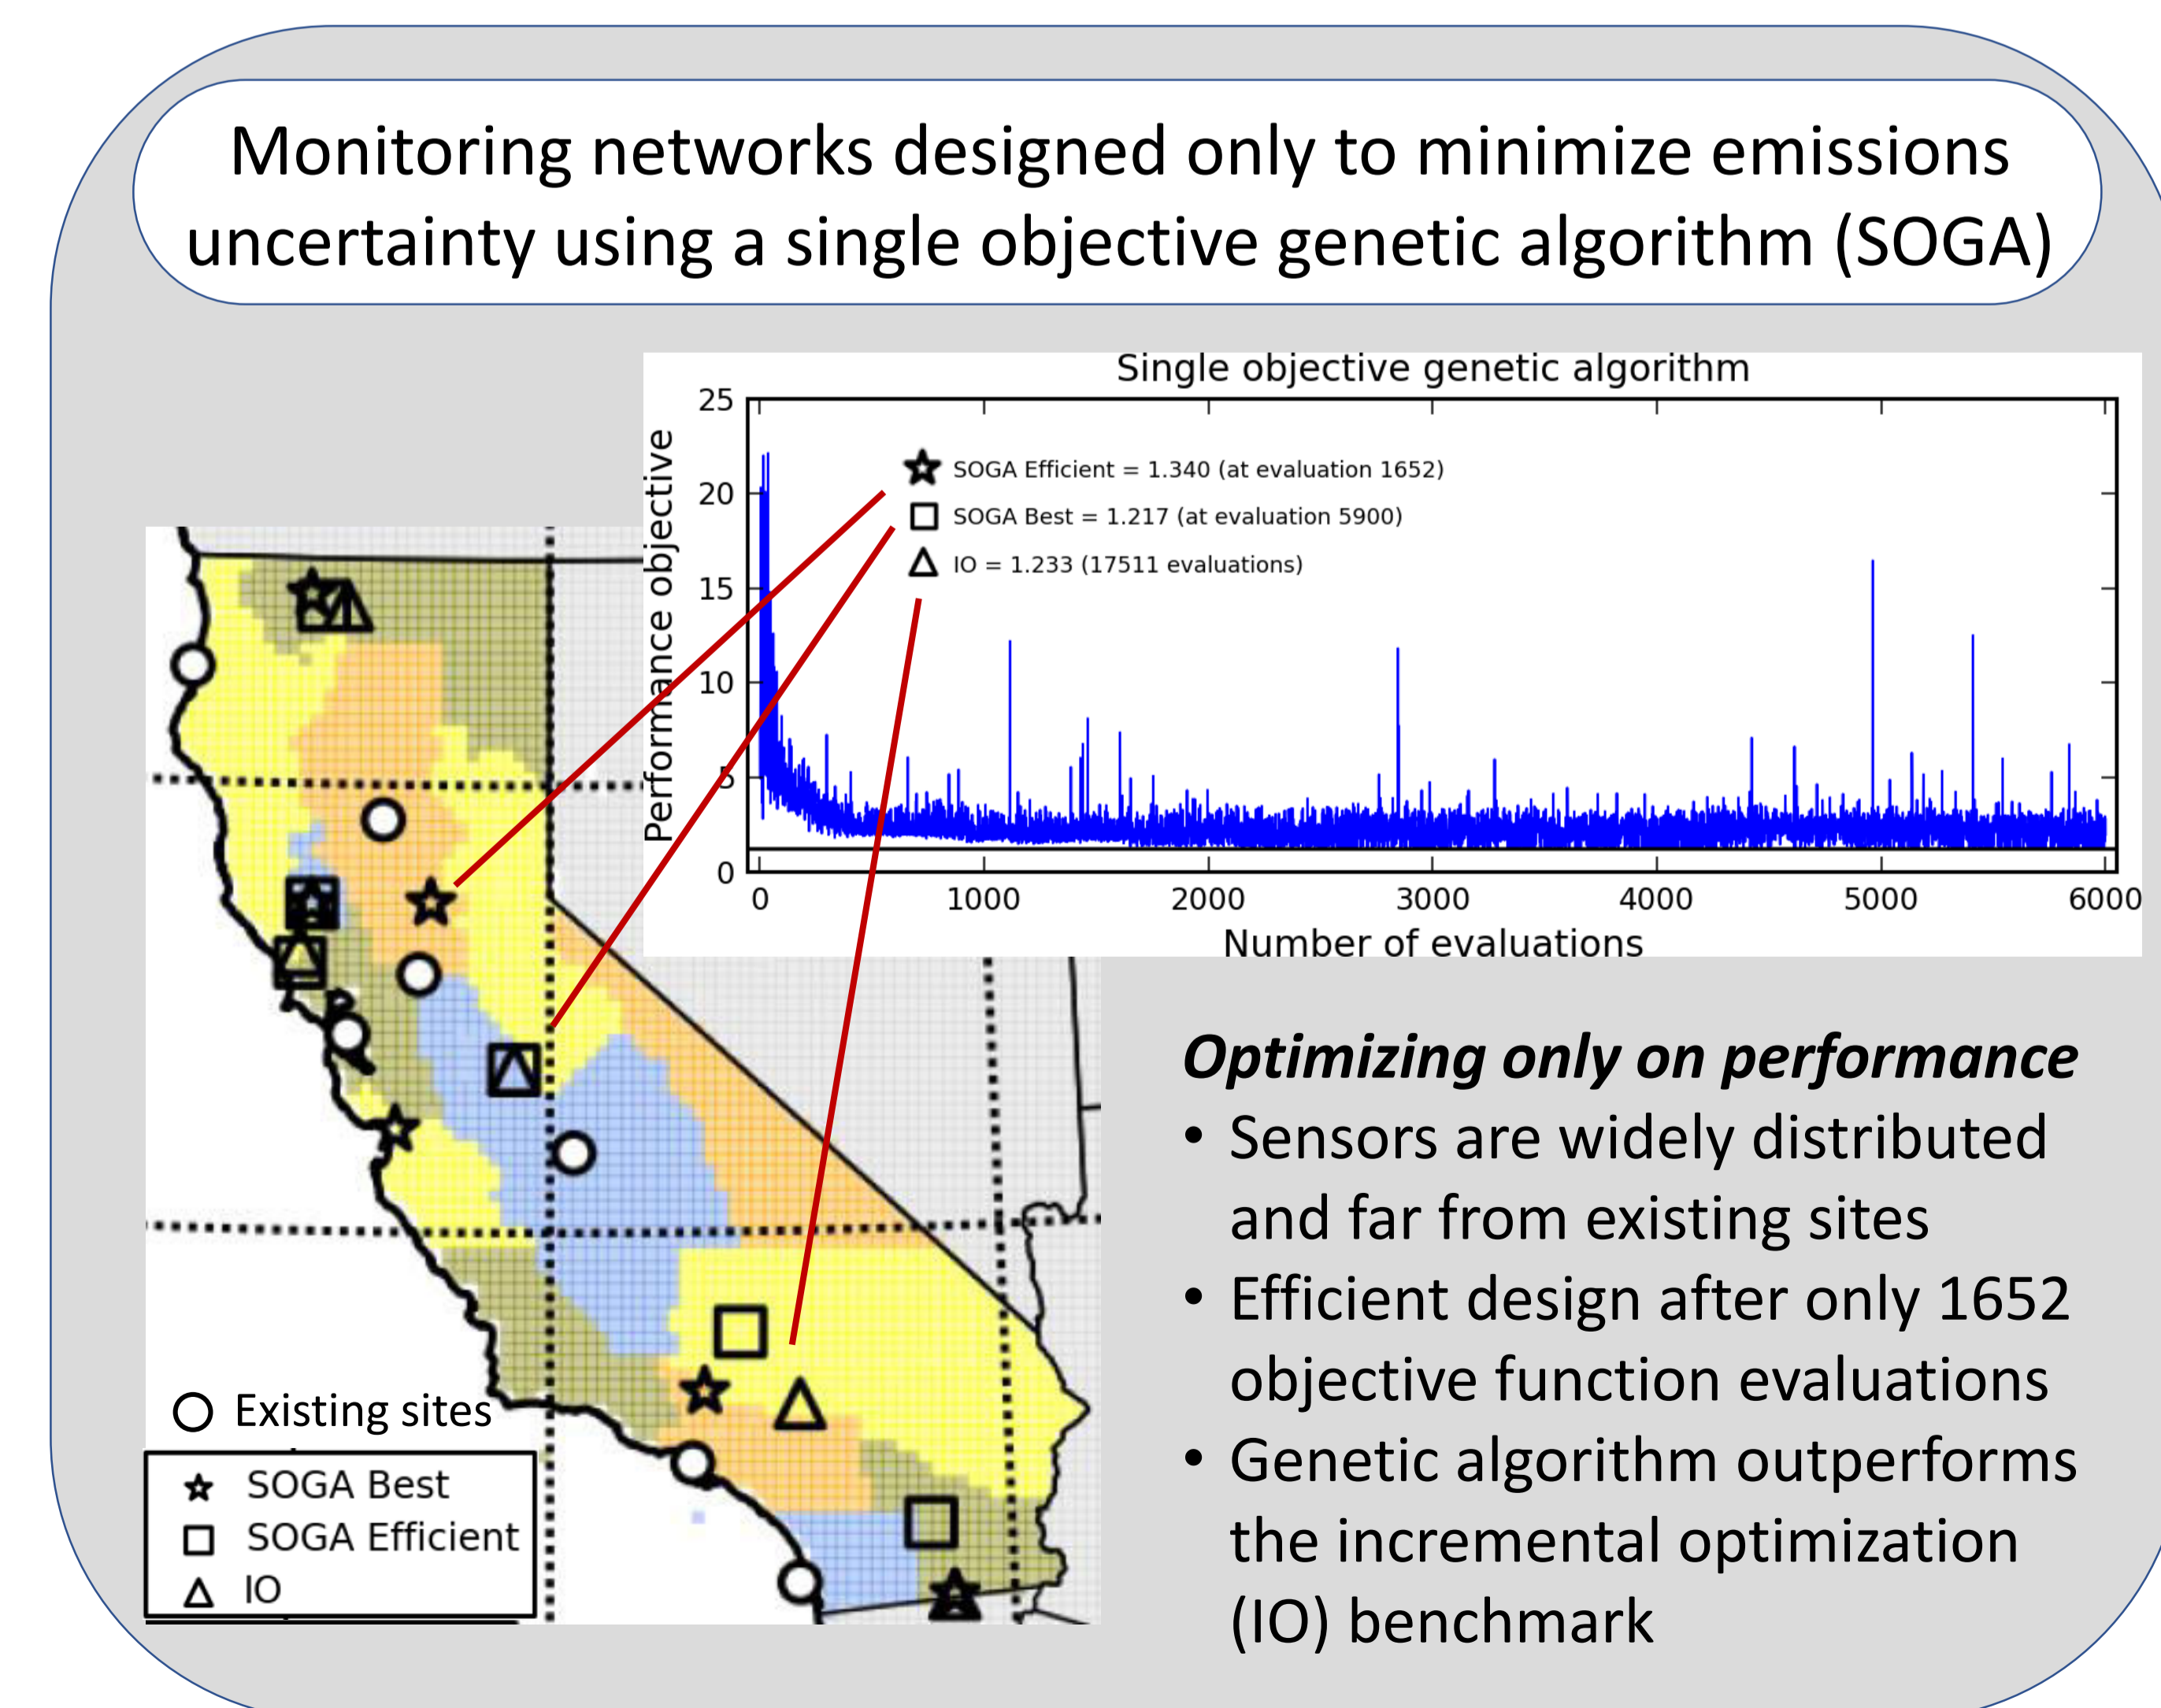 Monitoring networks designed only to minimize emissions
uncertainty using a single objective genetic algorithm (SOGA)
Single objective genetic algorithm
Performance objective
25
20
15
10
5
0
SOGA Efficient = 1.340 (at evaluation 1652)
SOGA Best = 1.217 (at evaluation 5900)
IO = 1.233 (17511 evaluations)
0 1000 2000 3000 4000 5000 6000
Number of evaluations
Existing sites
SOGA Best
SOGA Efficient
IO
Optimizing only on performance
• Sensors are widely distributed
and far from existing sites
• Efficient design after only 1652
objective function evaluations
• Genetic algorithm outperforms
the incremental optimization
(IO) benchmark